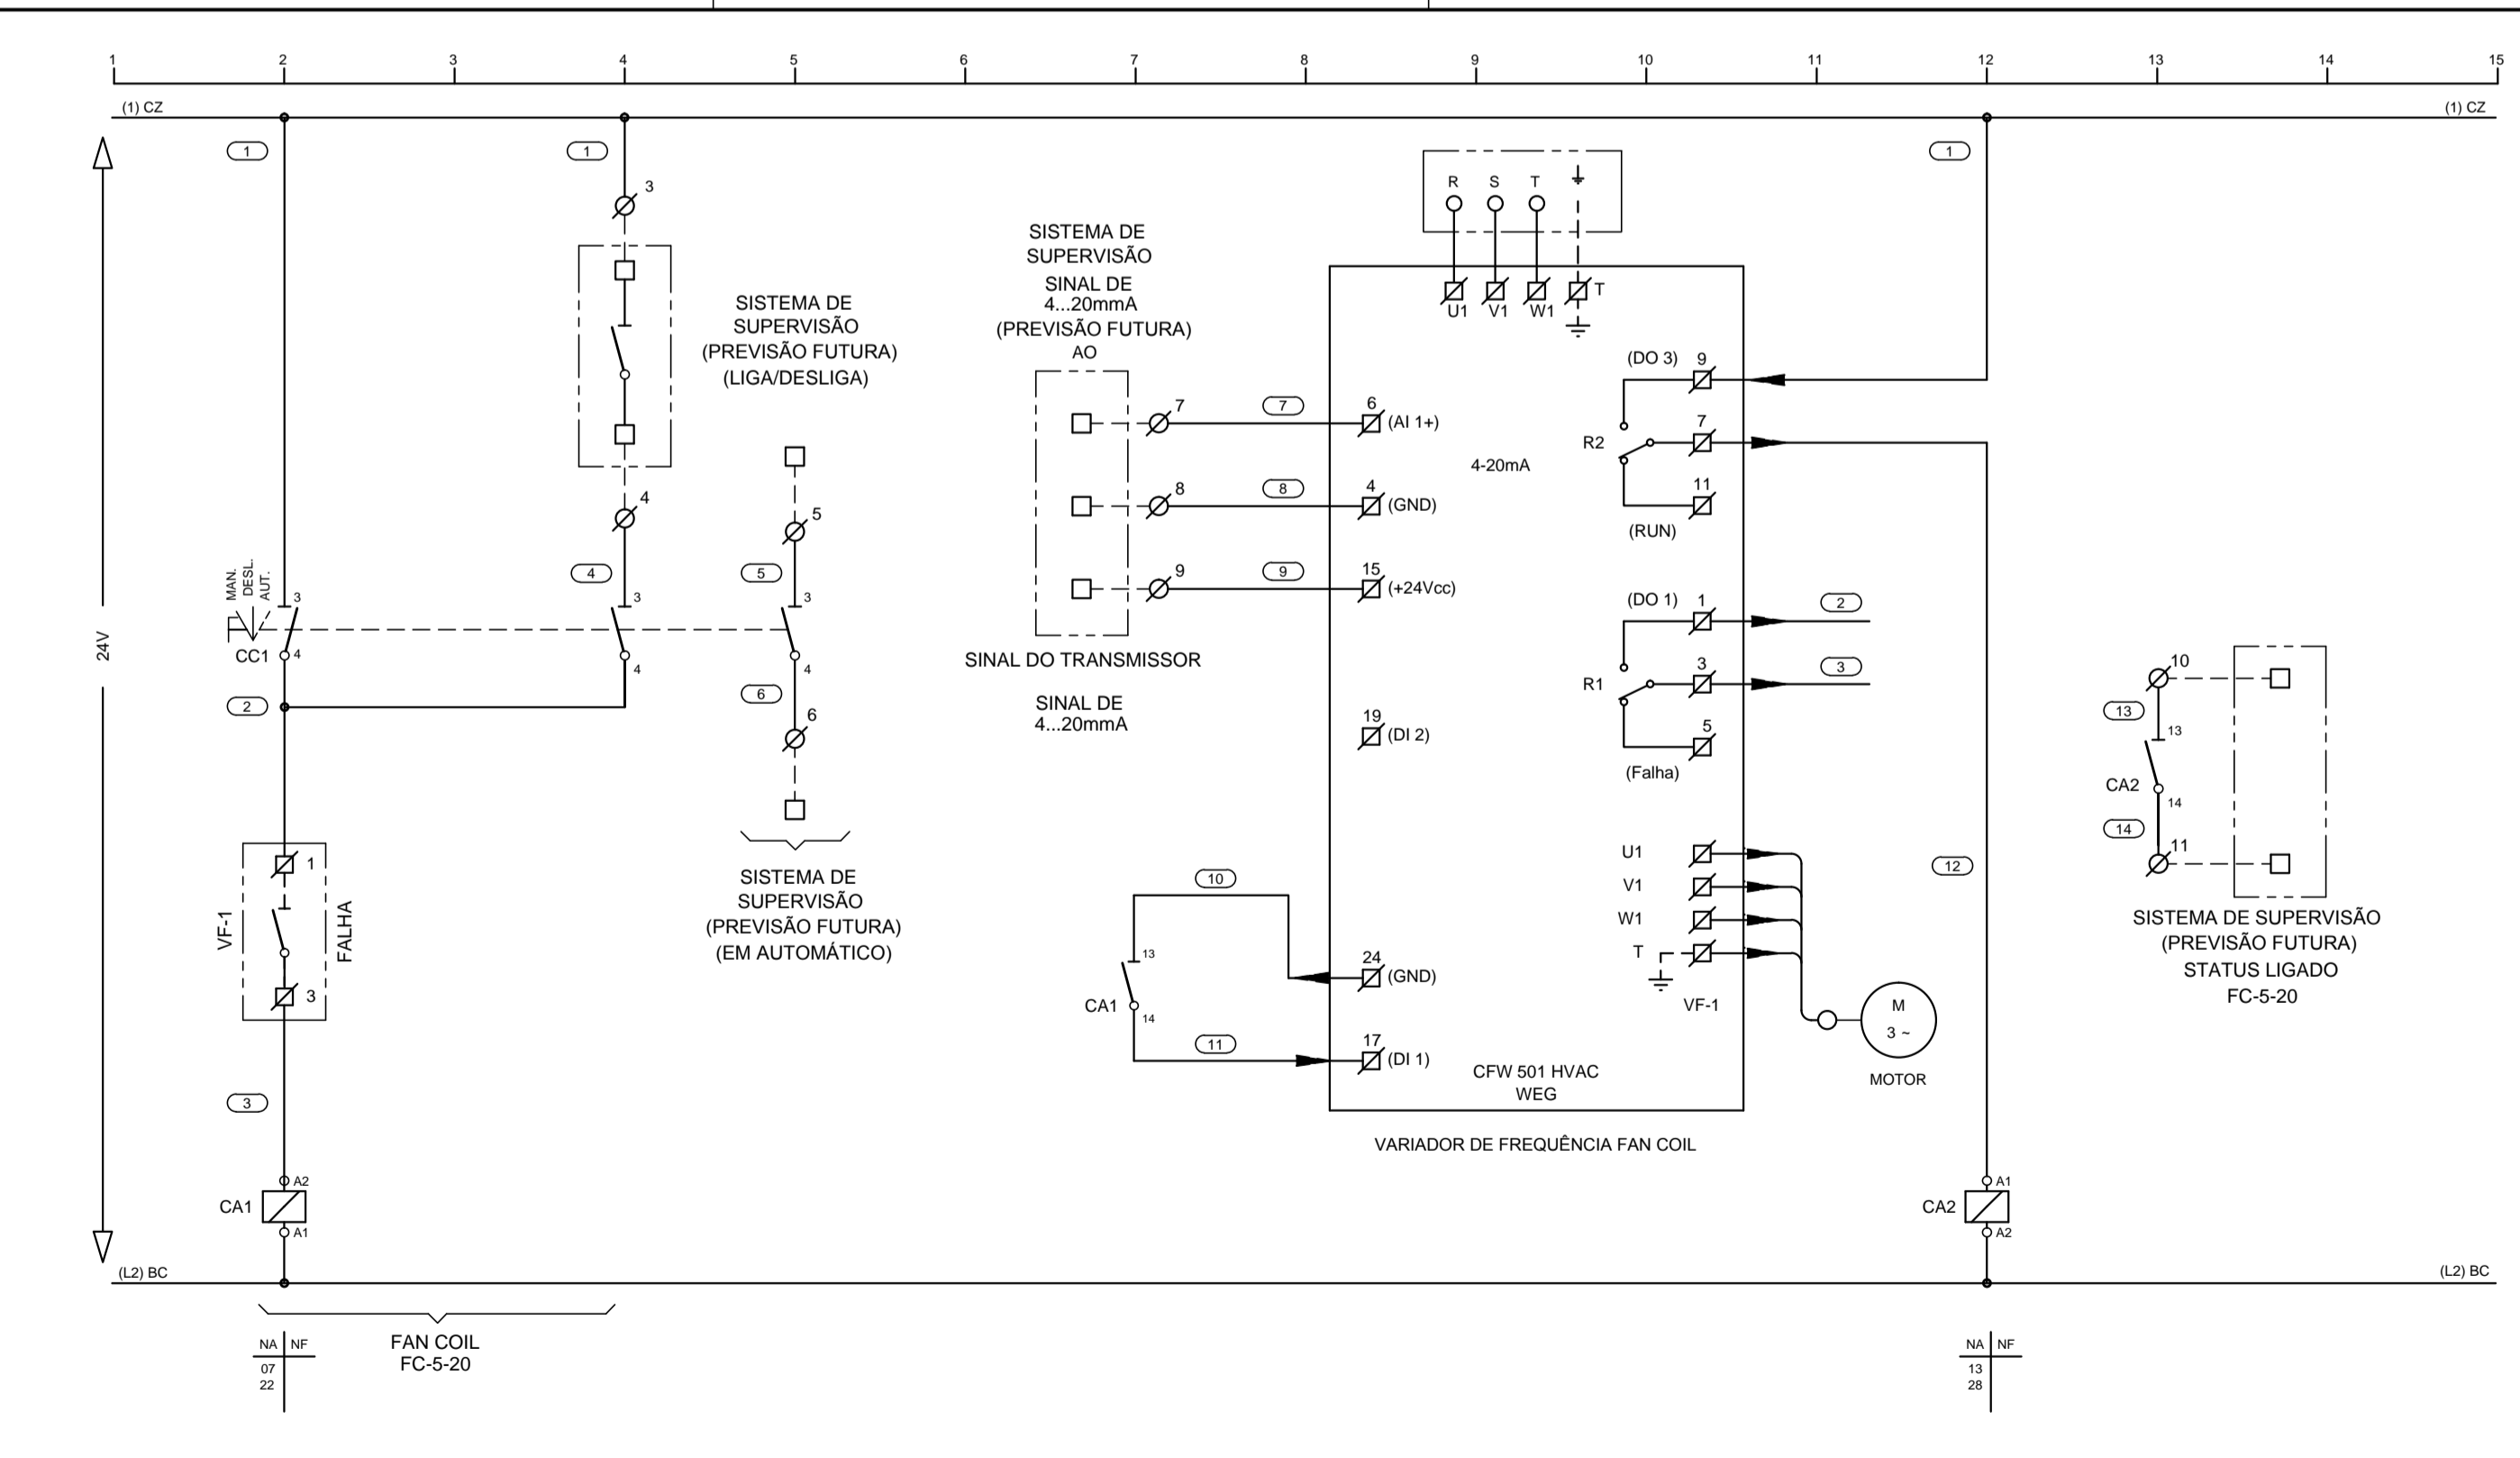 1 2 3 4 5 6 7 8 9 10 11 12 13 14 15
(1) CZ
(1) CZ
24V
1
MAN.
DESL.
AUT.
3
CC1
4
2
VF-1
1
3
FALHA
3
A2
CA1
A1
(L2) BC
(L2) BC
NA NF
07
22
FAN COIL
FC-5-20
1
3
SISTEMA DE
SUPERVISÃO
(PREVISÃO FUTURA)
(LIGA/DESLIGA)
4
4
3
4
5
5
3
4
6
6
SISTEMA DE
SUPERVISÃO
(PREVISÃO FUTURA)
(EM AUTOMÁTICO)
SISTEMA DE
SUPERVISÃO
SINAL DE
4...20mmA
(PREVISÃO FUTURA)
AO
7
7
8
8
9
9
SINAL DO TRANSMISSOR
SINAL DE
4...20mmA
10
13
CA1
14
11
R S T
U1 V1 W1 T
6
(AI 1+)
4-20mA
4
(GND)
15
(+24Vcc)
19
(DI 2)
24
(GND)
17
(DI 1)
(DO 3) 9
7
R2
11
(RUN)
(DO 1) 1
2
3
3
R1
5
(Falha)
U1
V1
W1
T
VF-1
CFW 501 HVAC
WEG
VARIADOR DE FREQUÊNCIA FAN COIL
M
3 ~
MOTOR
1
12
A1
CA2
A2
NA NF
13
28
10
13
13
CA2
14
14
11
SISTEMA DE SUPERVISÃO
(PREVISÃO FUTURA)
STATUS LIGADO
FC-5-20